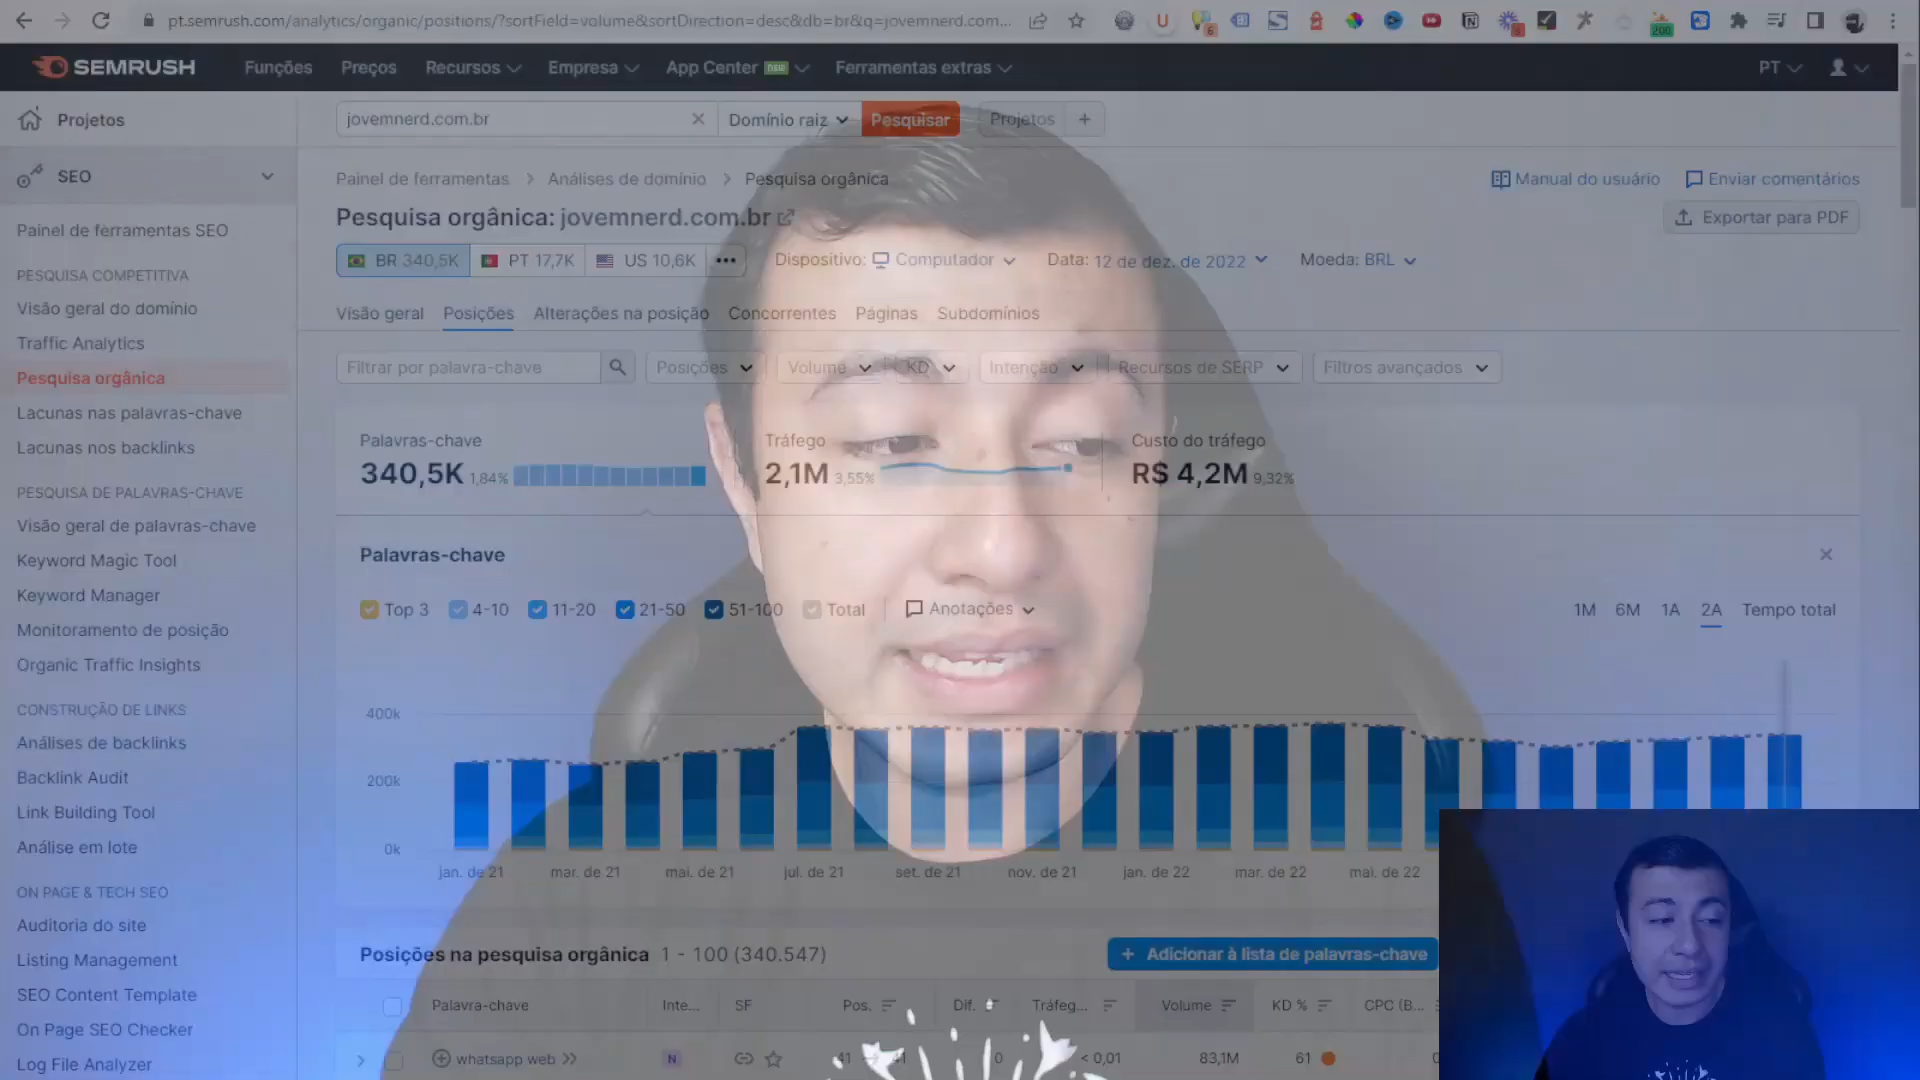 pt.semrush.com/analytics/organic/positions/?sortField=volume&sortDirection=desc&db=br&q=jovemnerd.com...
6
5
200
SEMRUSH
Funções
Preços
Recursos
Empresa
App Center
new
Ferramentas extras
PT
Projetos
jovemnerd.com.br
Domínio raiz
Pesquisar
Projetos
+
SEO
Painel de ferramentas > Análises de domínio > Pesquisa orgânica
Manual do usuário
Enviar comentários
Pesquisa orgânica: jovemnerd.com.br
Exportar para PDF
BR 340,5K
PT 17,7K
US 10,6K
•••
Dispositivo: Computador
Data: 12 de dez. de 2022
Moeda: BRL
Visão geral
Posições
Alterações na posição
Concorrentes
Páginas
Subdomínios
Filtrar por palavra-chave
Posições
Volume
KD
Intenção
Recursos de SERP
Filtros avançados
Palavras-chave
340,5K 1,84%
Tráfego
2,1M 3,55%
Custo do tráfego
R$ 4,2M 9,32%
Palavras-chave
Top 3
4-10
11-20
21-50
51-100
Total
Anotações
1M
6M
1A
2A
Tempo total
400k
200k
0k
jan. de 21
mar. de 21
mai. de 21
jul. de 21
set. de 21
nov. de 21
jan. de 22
mar. de 22
mai. de 22
Posições na pesquisa orgânica 1 - 100 (340.547)
+ Adicionar à lista de palavras-chave
Palavra-chave
Inte...
SF
Pos.
Dif.
Tráfeg...
Volume
KD %
CPC (B...
whatsapp web >>
N
41
0
< 0,01
83,1M
61
Painel de ferramentas SEO
PESQUISA COMPETITIVA
Visão geral do domínio
Traffic Analytics
Pesquisa orgânica
Lacunas nas palavras-chave
Lacunas nos backlinks
PESQUISA DE PALAVRAS-CHAVE
Visão geral de palavras-chave
Keyword Magic Tool
Keyword Manager
Monitoramento de posição
Organic Traffic Insights
CONSTRUÇÃO DE LINKS
Análises de backlinks
Backlink Audit
Link Building Tool
Análise em lote
ON PAGE & TECH SEO
Auditoria do site
Listing Management
SEO Content Template
On Page SEO Checker
Log File Analyzer